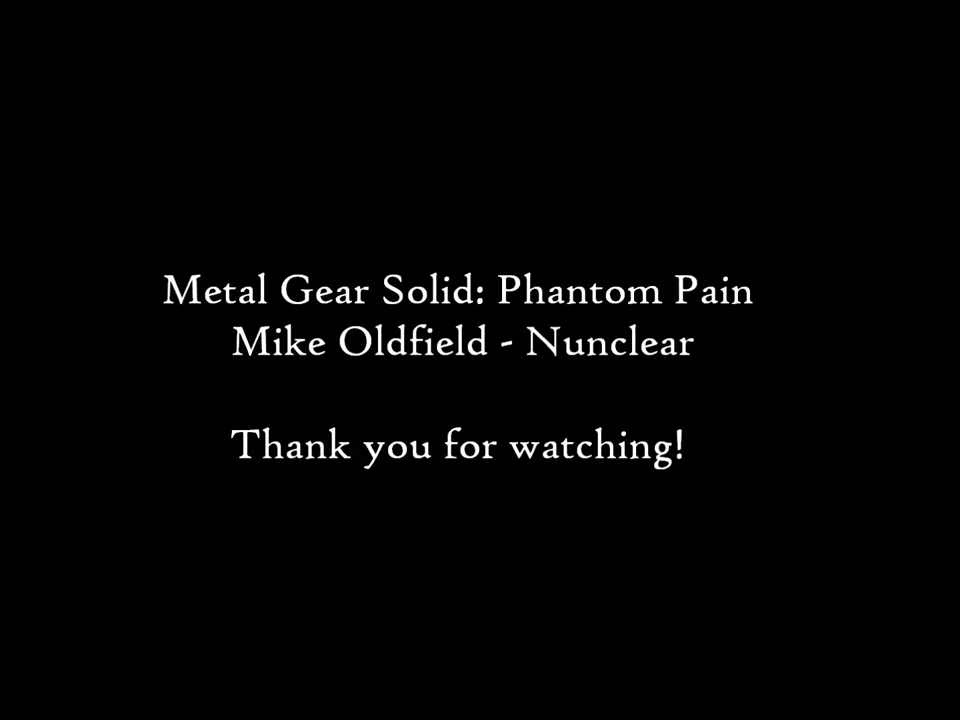 Metal Gear Solid: Phantom Pain
Mike Oldfield - Nunclear
Thank you for watching!